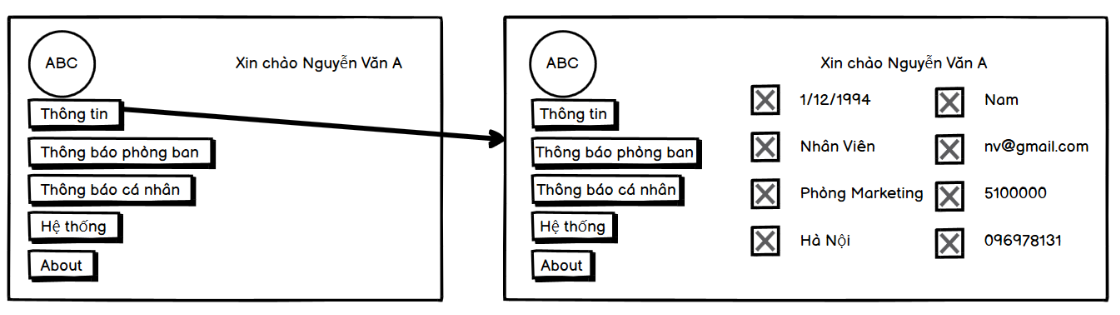 ABC
Xin chào Nguyễn Văn A
Thông tin
Thông báo phòng ban
Thông báo cá nhân
Hệ thống
About
ABC
Xin chào Nguyễn Văn A
Thông tin
Thông báo phòng ban
Thông báo cá nhân
Hệ thống
About
1/12/1994
Nam
Nhân Viên
nv@gmail.com
Phòng Marketing
5100000
Hà Nội
096978131